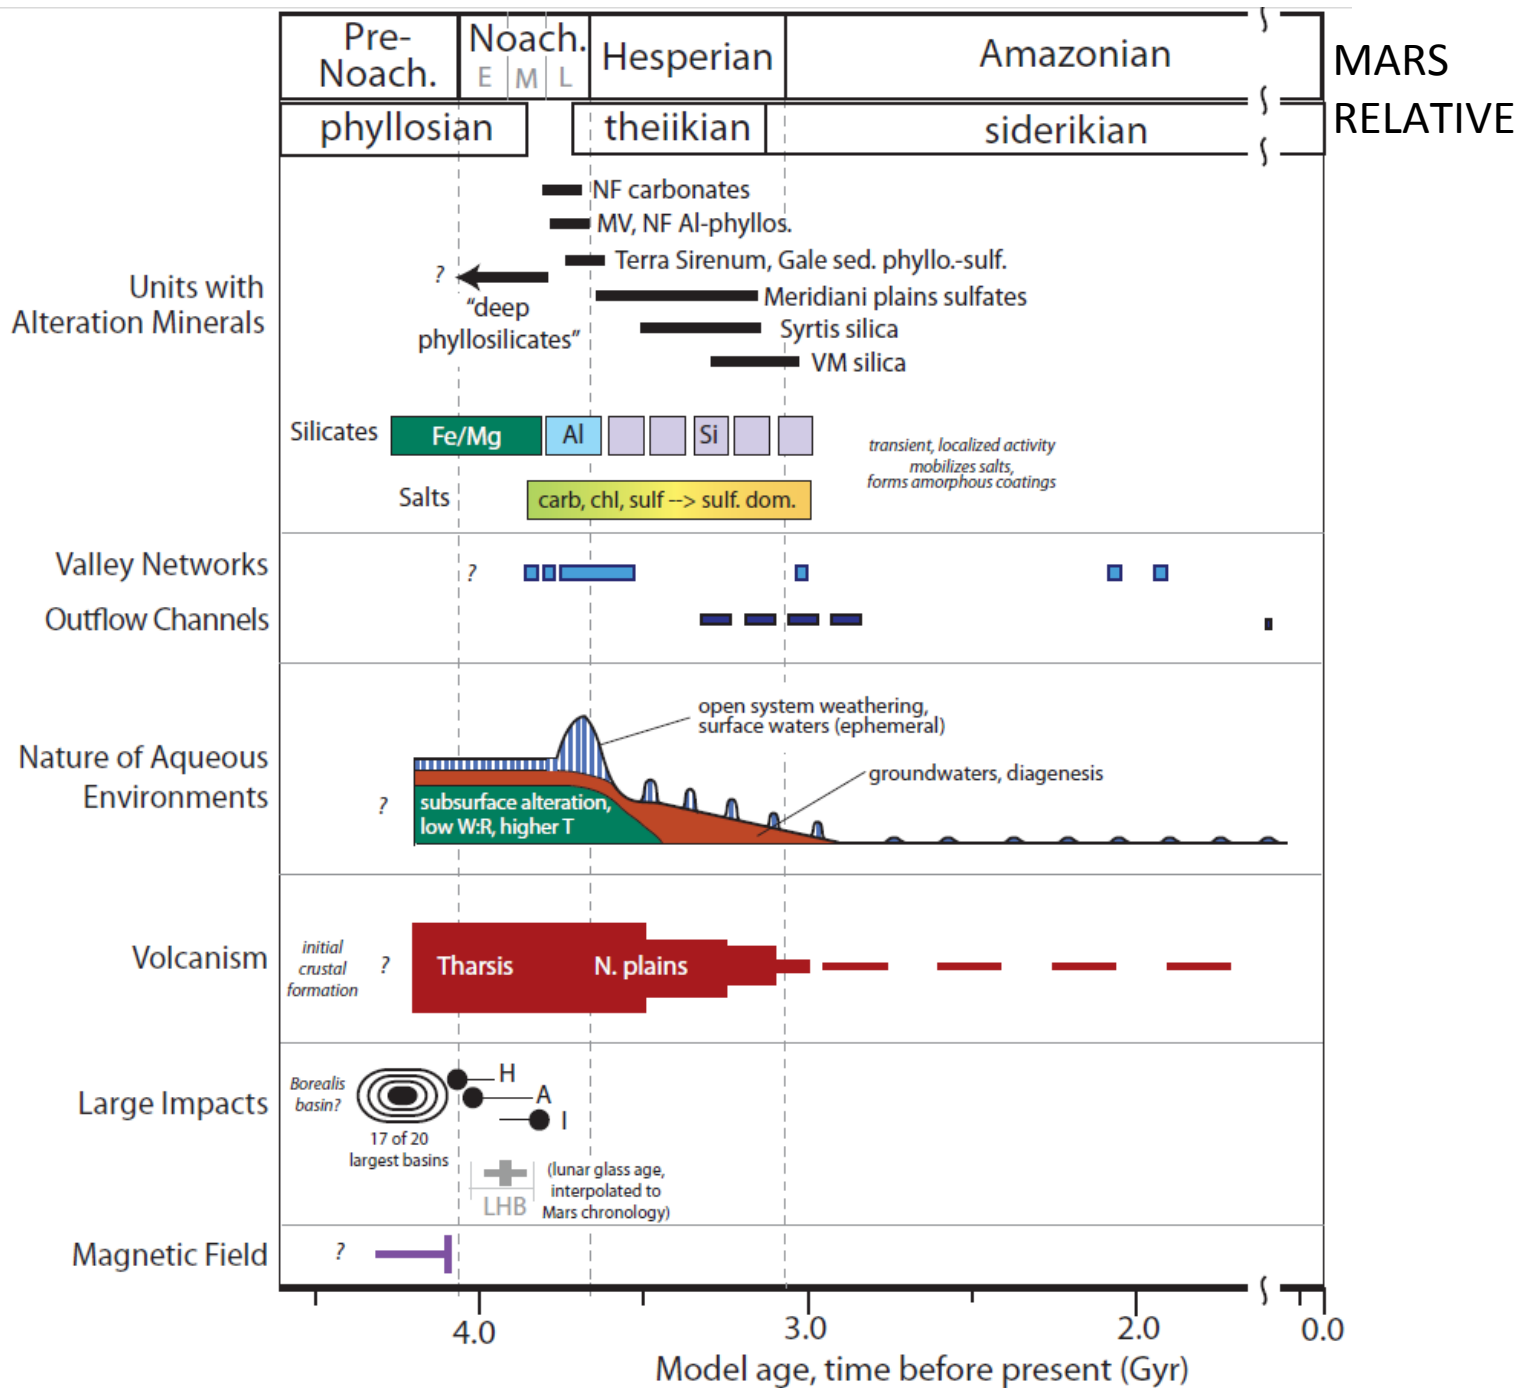 Pre-
Noach.
Noach.
E M L
Hesperian
Amazonian
MARS
RELATIVE
phyllosian
theiikian
siderikian
Units with
Alteration Minerals
NF carbonates
MV, NF Al-phyllos.
Terra Sirenum, Gale sed. phyllo.-sulf.
?
"deep
phyllosilicates"
Meridiani plains sulfates
Syrtis silica
VM silica
Silicates
Fe/Mg
Al
Si
transient, localized activity
mobilizes salts,
forms amorphous coatings
Salts
carb, chl, sulf --> sulf. dom.
Valley Networks
?
Outflow Channels
Nature of Aqueous
Environments
?
open system weathering,
surface waters (ephemeral)
groundwaters, diagenesis
subsurface alteration,
low W:R, higher T
Volcanism
initial
crustal
formation
?
Tharsis
N. plains
Large Impacts
Borealis
basin?
17 of 20
largest basins
H
A
I
LHB
(lunar glass age,
interpolated to
Mars chronology)
Magnetic Field
?
4.0
3.0
2.0
0.0
Model age, time before present (Gyr)